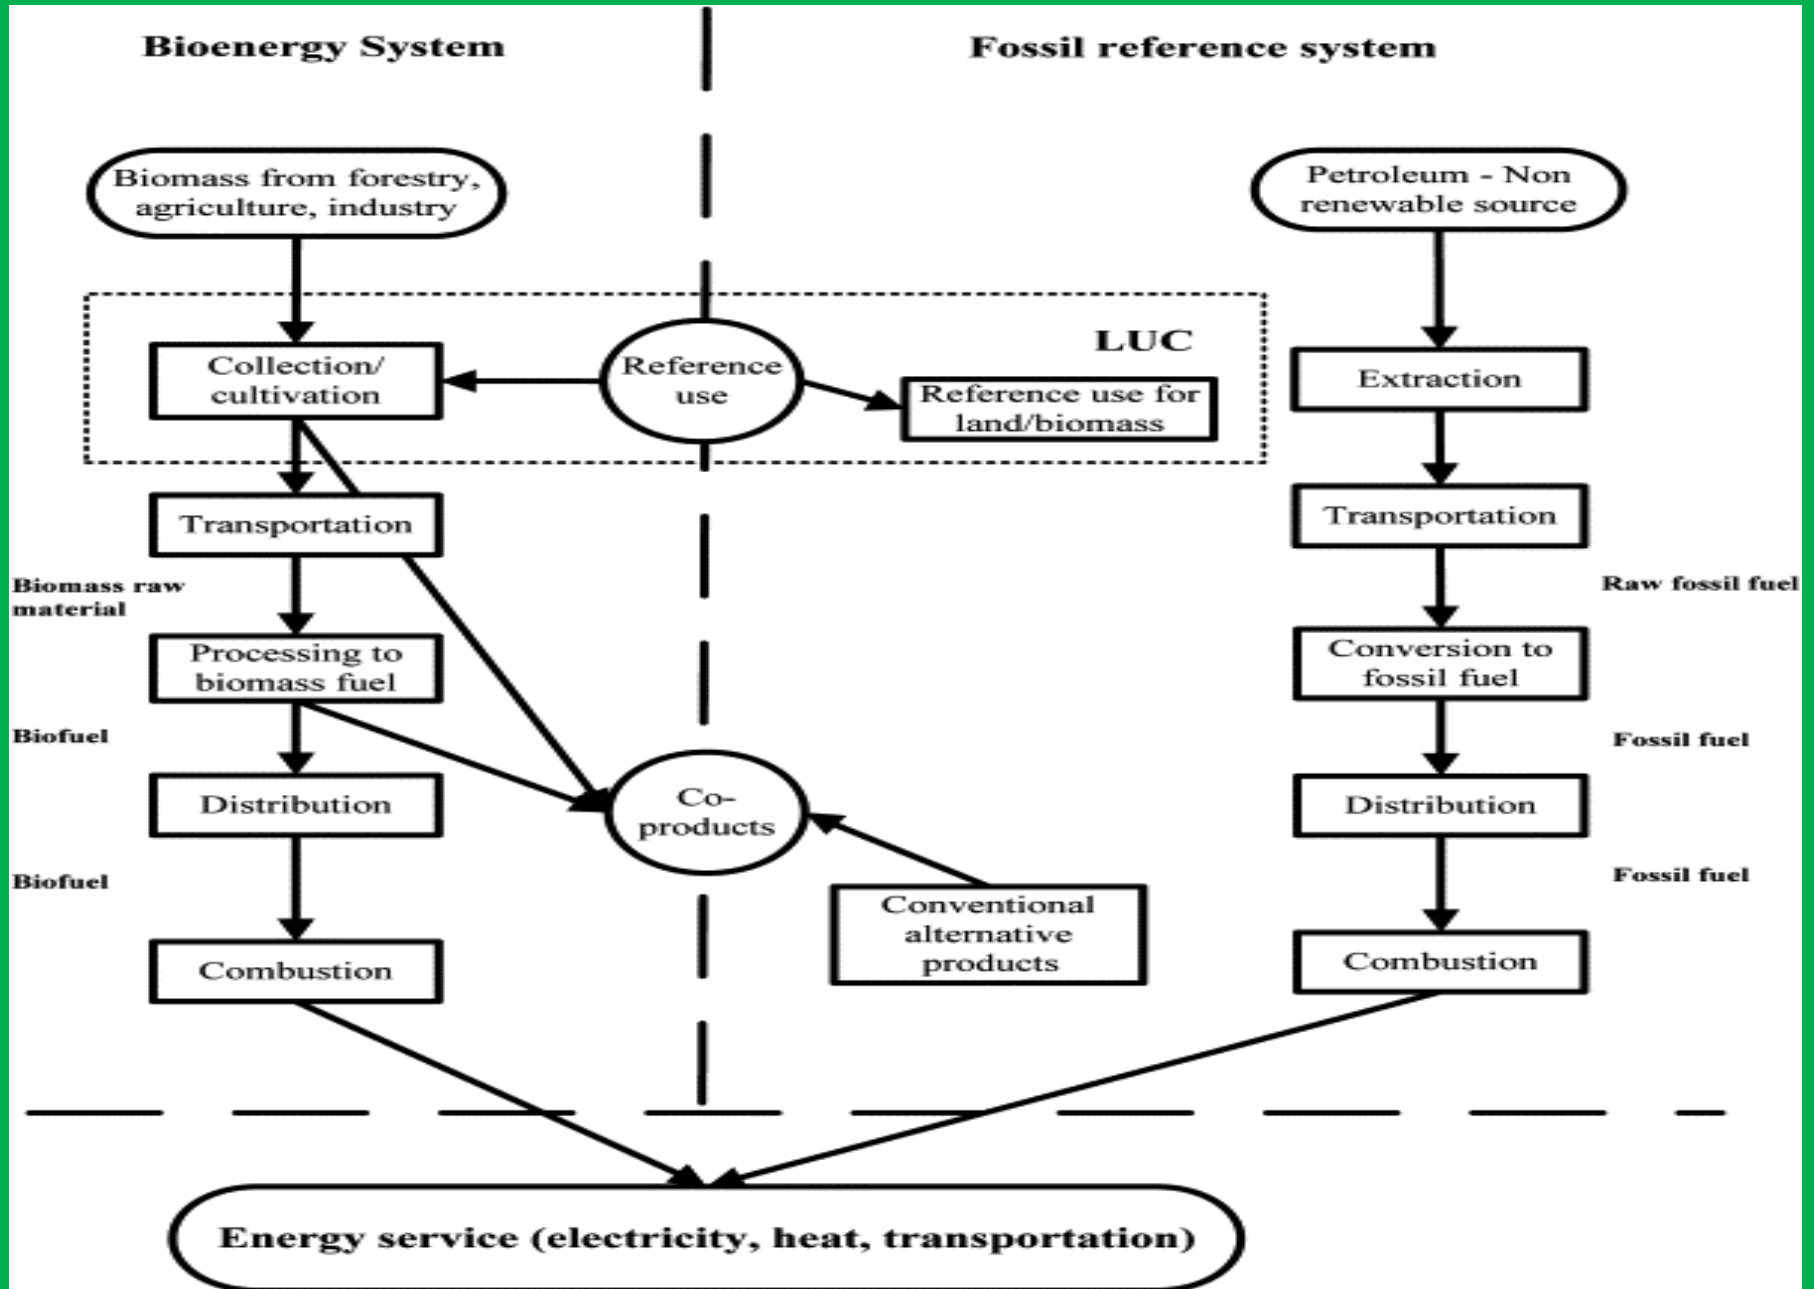 Bioenergy System
Fossil reference system
Biomass from forestry,
agriculture, industry
Petroleum - Non
renewable source
LUC
Collection/
cultivation
Reference
use
Reference use for
land/biomass
Extraction
Transportation
Transportation
Biomass raw
material
Raw fossil fuel
Processing to
biomass fuel
Conversion to
fossil fuel
Biofuel
Fossil fuel
Distribution
Co-
products
Distribution
Biofuel
Fossil fuel
Conventional
alternative
products
Combustion
Combustion
Energy service (electricity, heat, transportation)